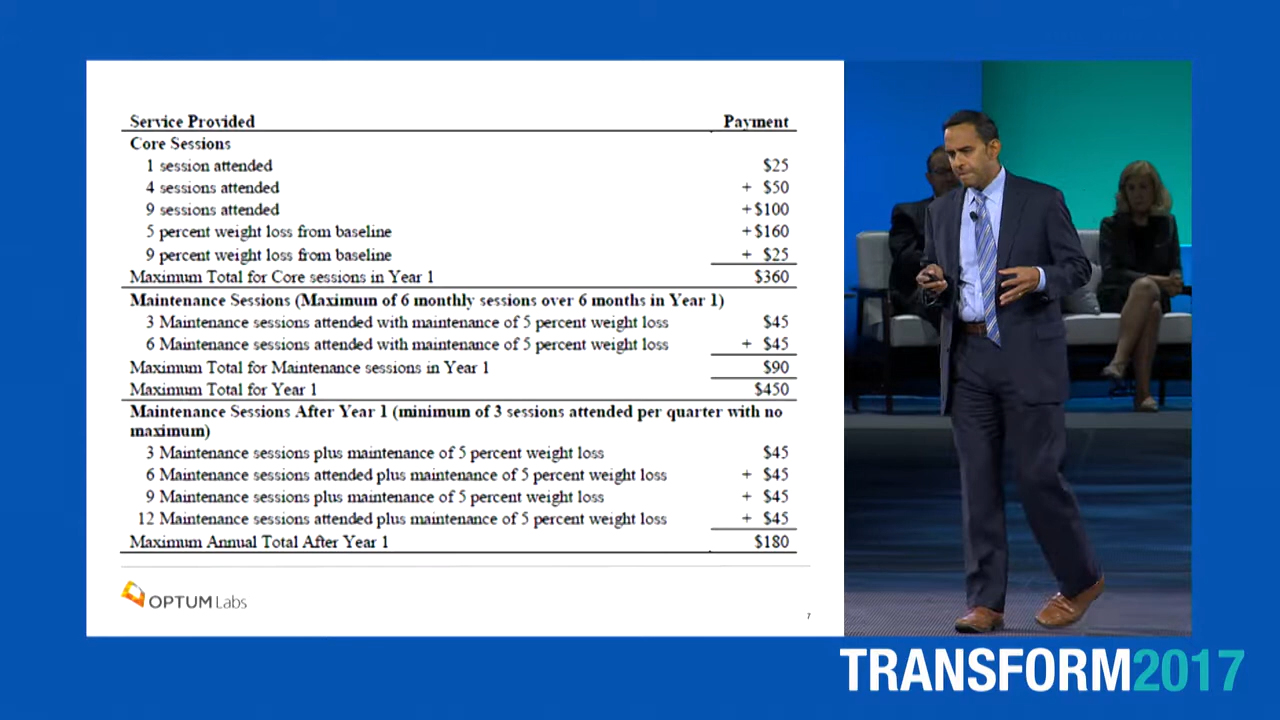 Service Provided Payment
Core Sessions
1 session attended $25
4 sessions attended + $50
9 sessions attended +$100
5 percent weight loss from baseline +$160
9 percent weight loss from baseline + $25
Maximum Total for Core sessions in Year 1 $360
Maintenance Sessions (Maximum of 6 monthly sessions over 6 months in Year 1)
3 Maintenance sessions attended with maintenance of 5 percent weight loss $45
6 Maintenance sessions attended with maintenance of 5 percent weight loss + $45
Maximum Total for Maintenance sessions in Year 1 $90
Maximum Total for Year 1 $450
Maintenance Sessions After Year 1 (minimum of 3 sessions attended per quarter with no
maximum)
3 Maintenance sessions plus maintenance of 5 percent weight loss $45
6 Maintenance sessions attended plus maintenance of 5 percent weight loss + $45
9 Maintenance sessions plus maintenance of 5 percent weight loss + $45
12 Maintenance sessions attended plus maintenance of 5 percent weight loss + $45
Maximum Annual Total After Year 1 $180
OPTUMLabs
7
TRANSFORM2017